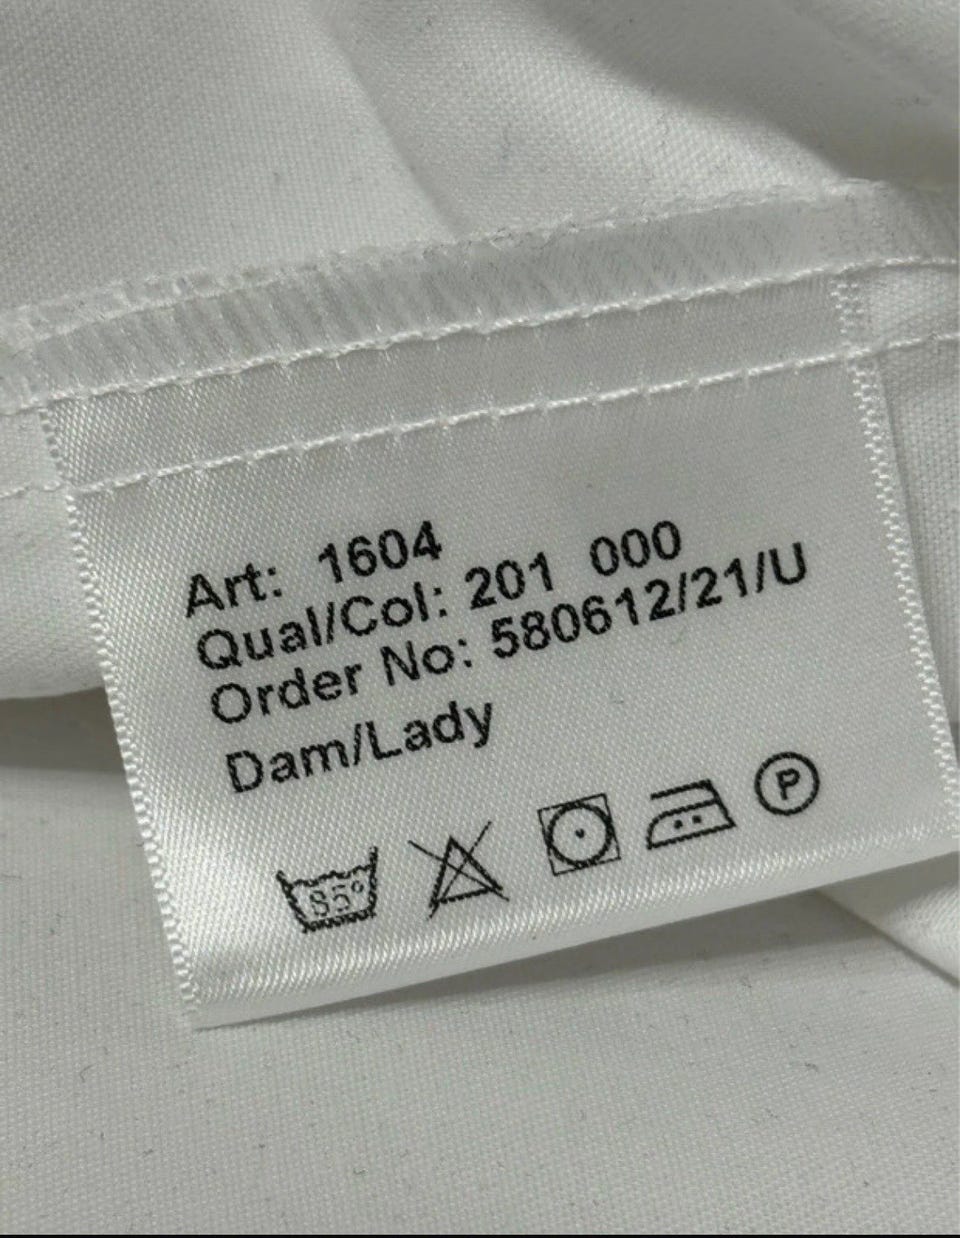 Art: 1604
Qual/Col: 201 000
Order No: 580612/21/U
Dam/Lady
85° P